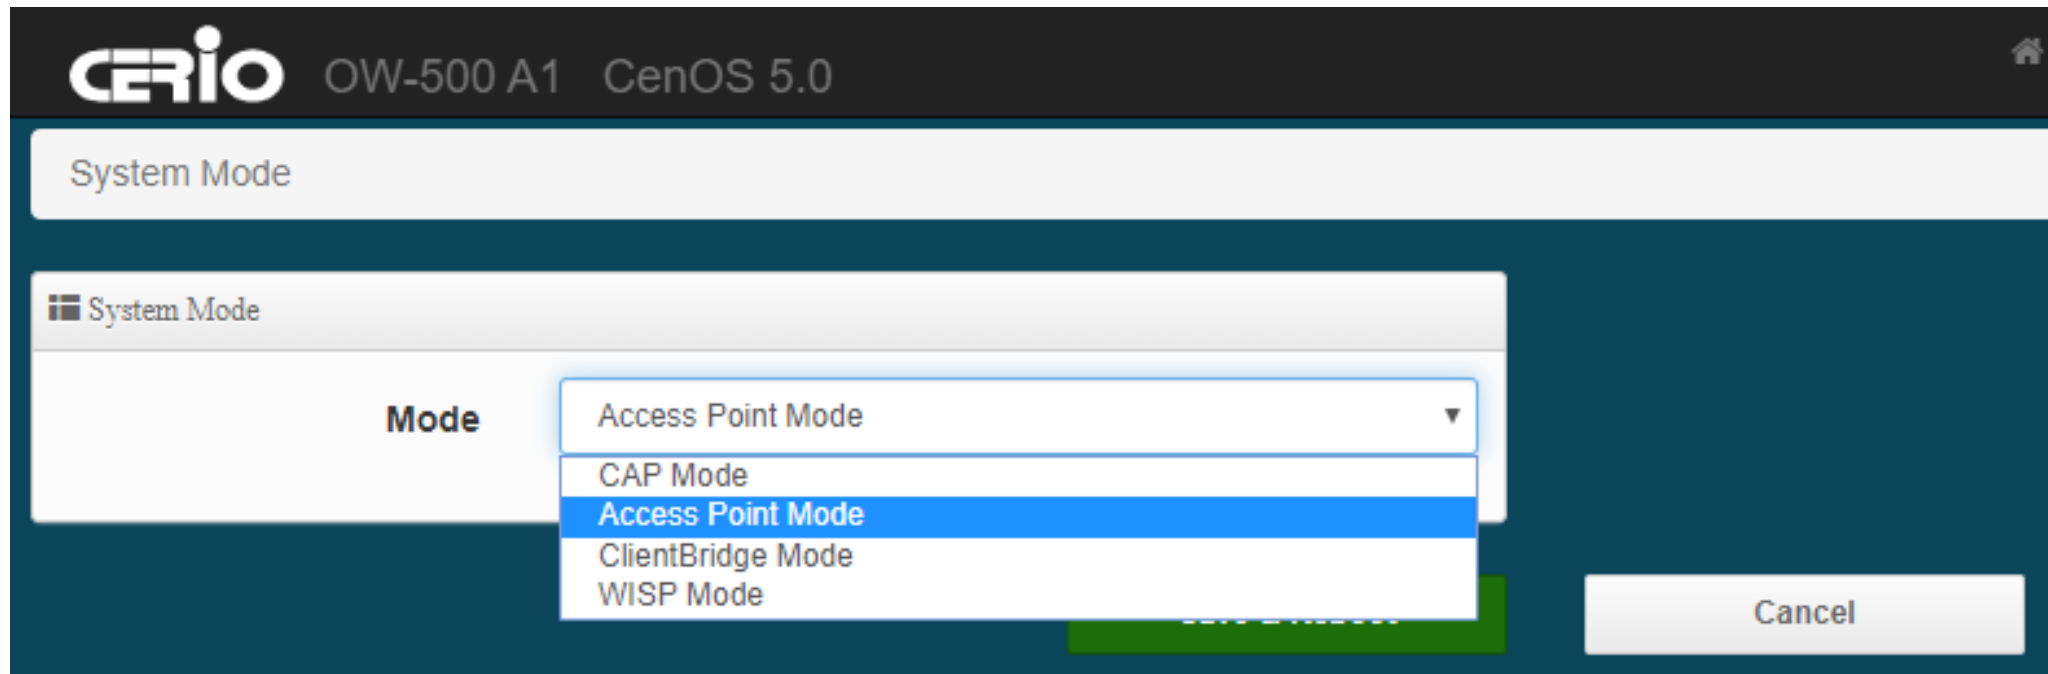 CERIO OW-500 A1 CenOS 5.0
System Mode
System Mode
Mode Access Point Mode
CAP Mode
Access Point Mode
ClientBridge Mode
WISP Mode
Cancel